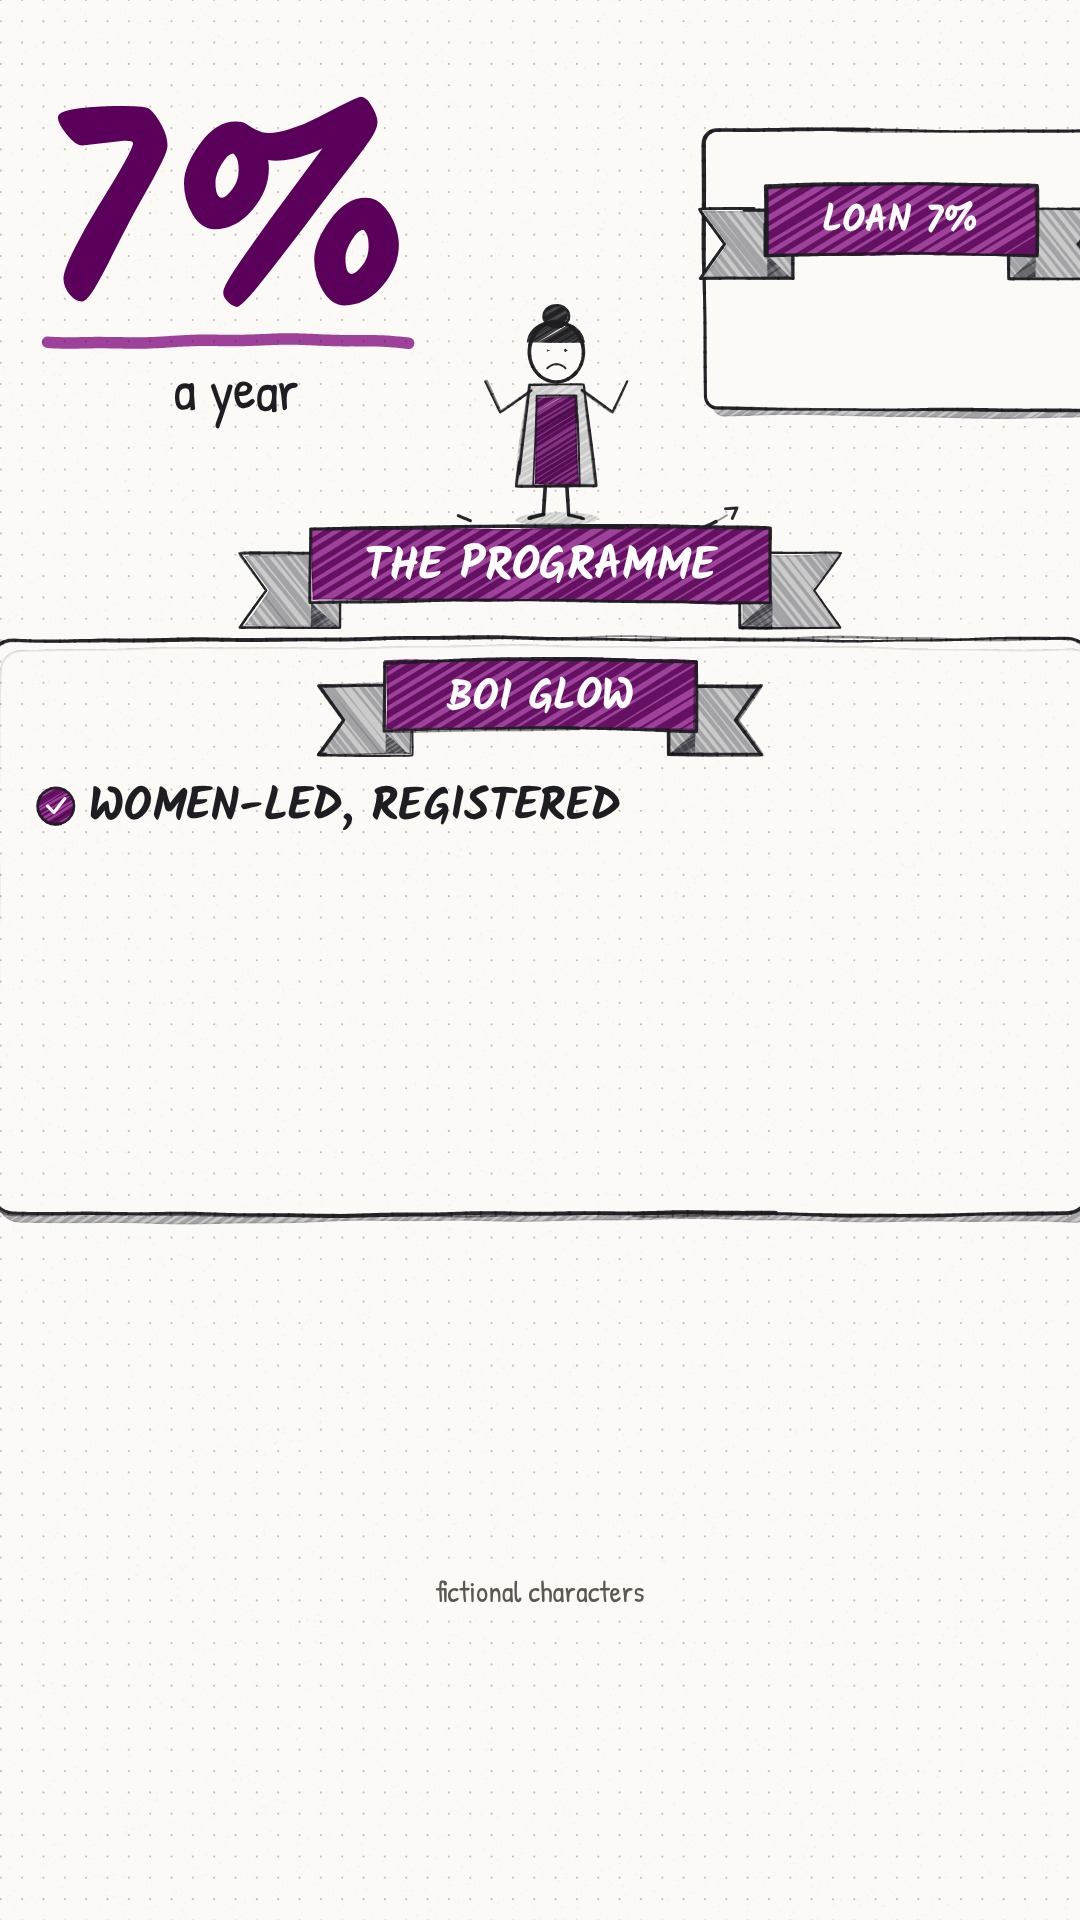 7%
a year
LOAN 7%
THE PROGRAMME
BOI GLOW
WOMEN-LED, REGISTERED
fictional characters